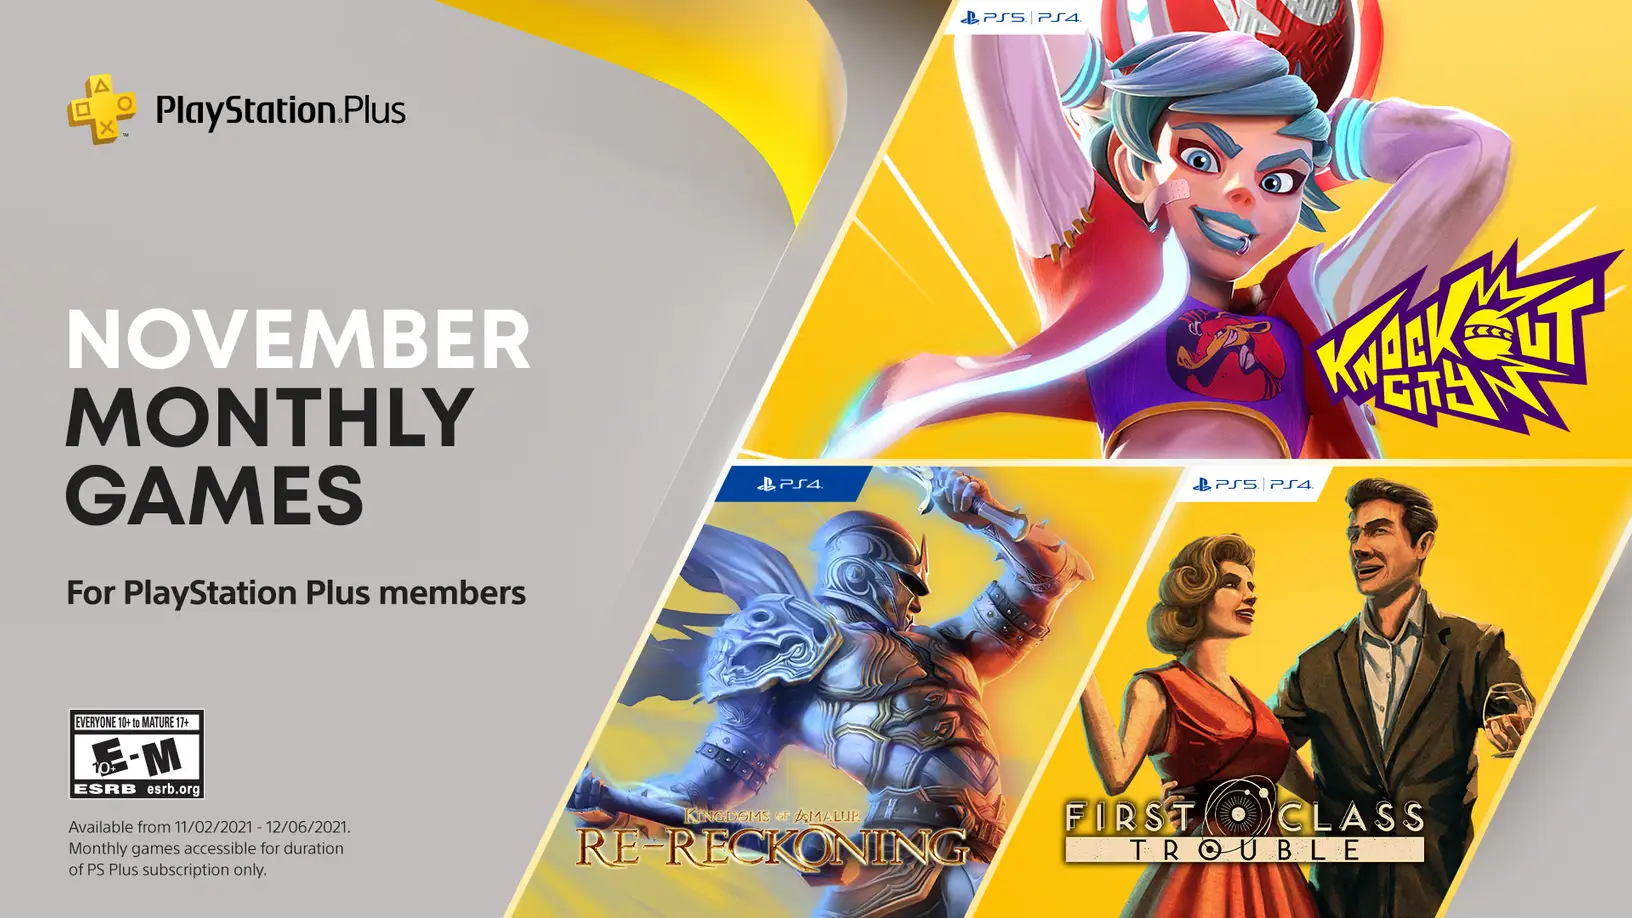 PlayStation®Plus
NOVEMBER
MONTHLY
GAMES
For PlayStation Plus members
EVERYONE 10+ to MATURE 17+
E-M
10+
ESRB esrb.org
Available from 11/02/2021 - 12/06/2021.
Monthly games accessible for duration
of PS Plus subscription only.
PS5 | PS4
KNOCKOUT
CITY
PS4
KINGDOMS OF AMALUR
RE-RECKONING
PS5 | PS4
FIRST CLASS
TROUBLE